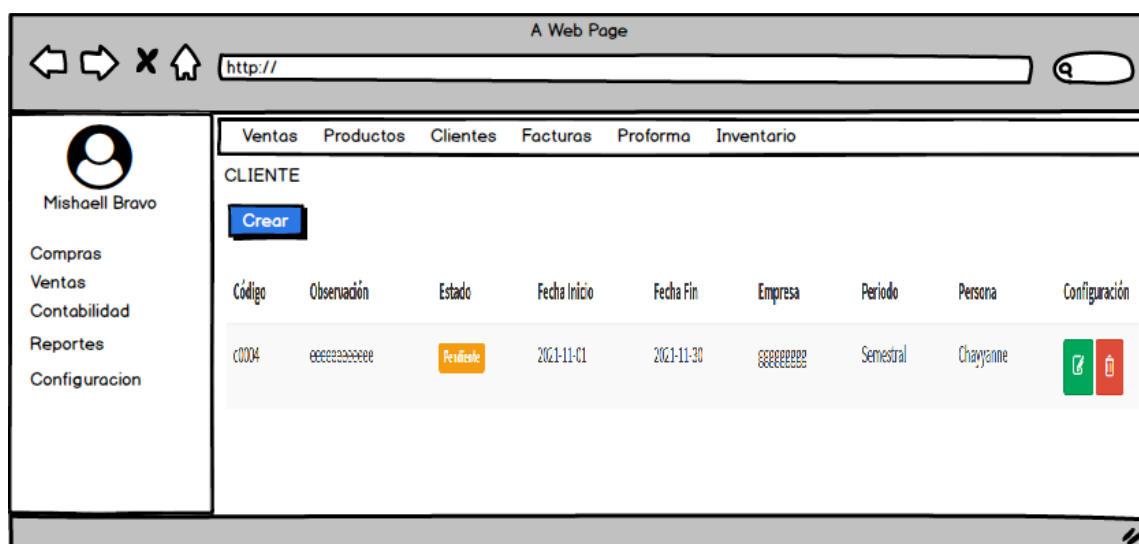 A Web Page
http://
Mishaell Bravo
Compras
Ventas
Contabilidad
Reportes
Configuracion
Ventas Productos Clientes Facturas Proforma Inventario
CLIENTE
Crear
Código Observación Estado Fecha Inicio Fecha Fin Empresa Periodo Persona Configuración
c0004 eeeeeeeeeeee Pendiente 2021-11-01 2021-11-30 ggggggggg Semestral Chayyanne